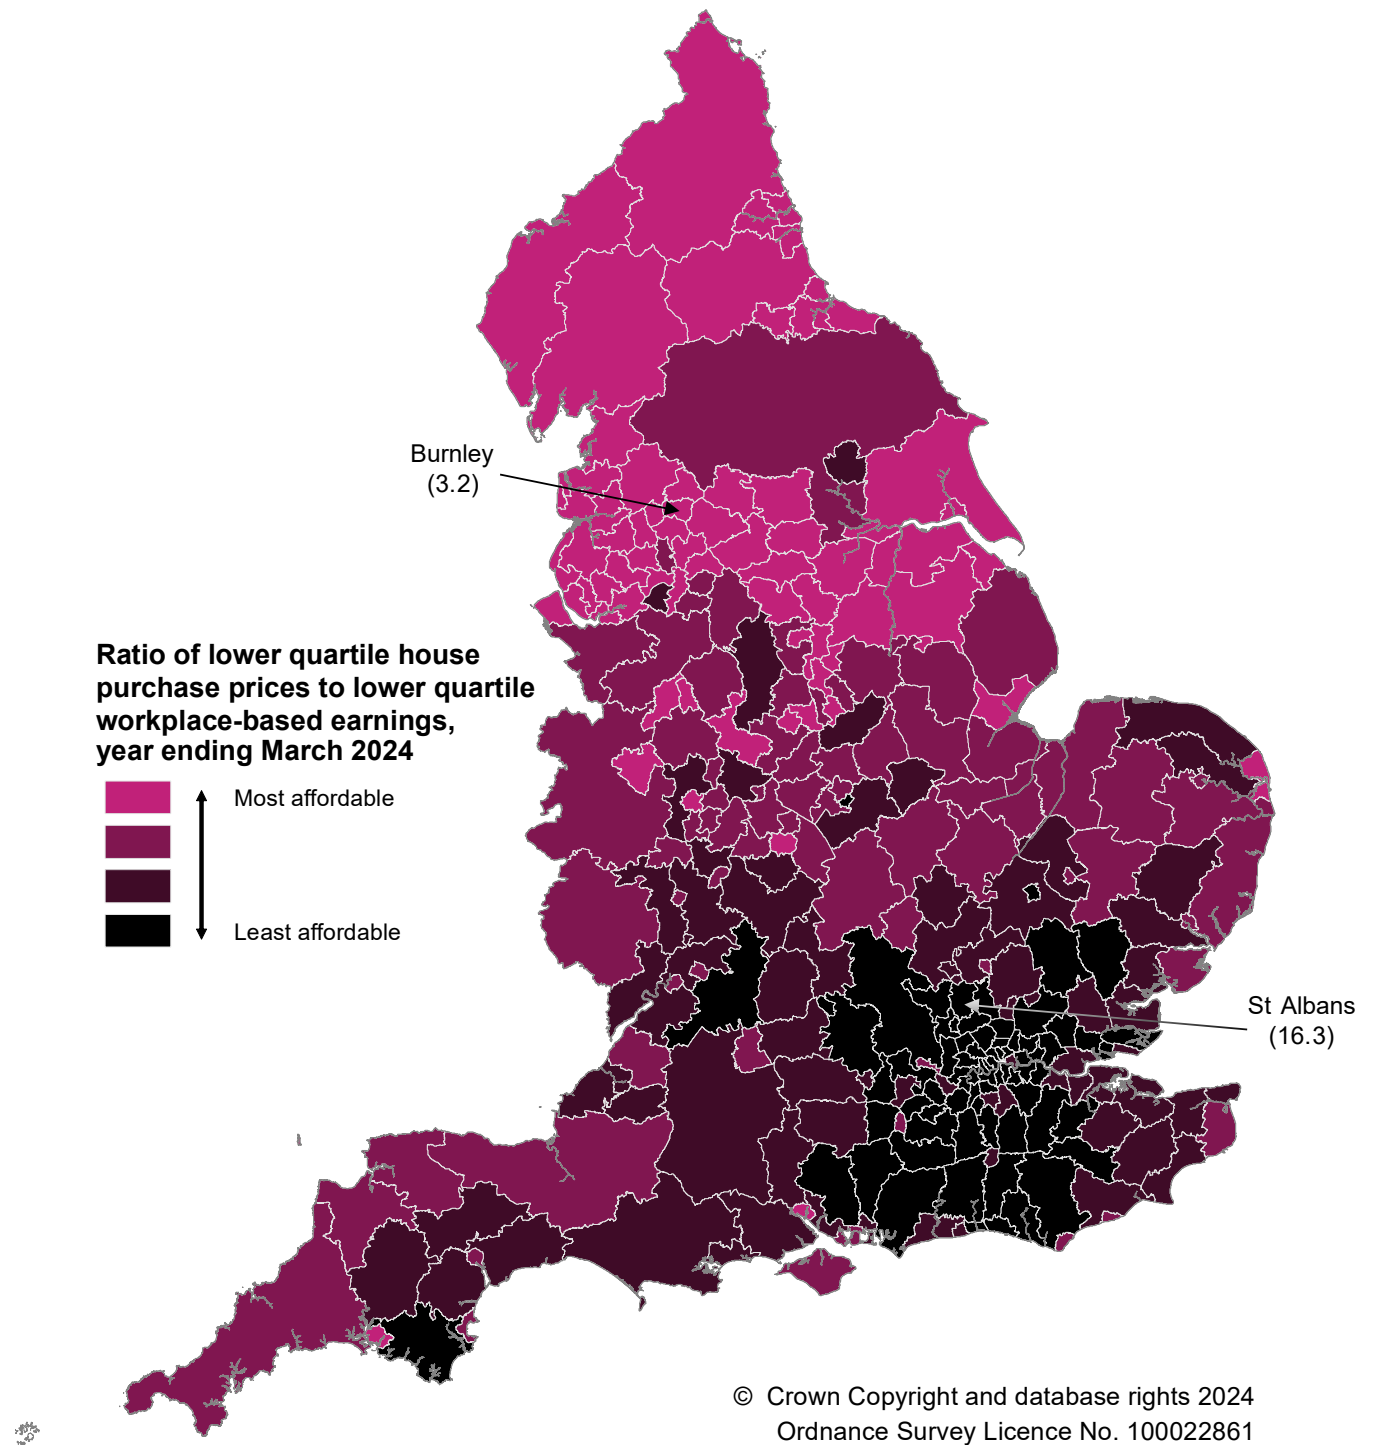 Burnley
(3.2)
Ratio of lower quartile house
purchase prices to lower quartile
workplace-based earnings,
year ending March 2024
Most affordable
Least affordable
St Albans
(16.3)
© Crown Copyright and database rights 2024
Ordnance Survey Licence No. 100022861